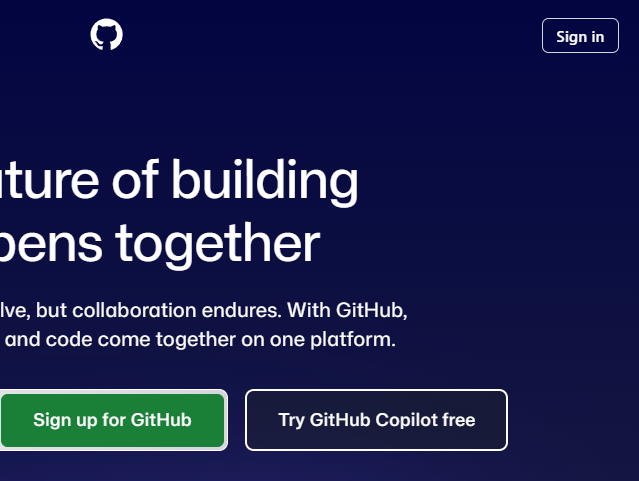 Sign in
ture of building
pens together
lve, but collaboration endures. With GitHub,
and code come together on one platform.
Sign up for GitHub
Try GitHub Copilot free